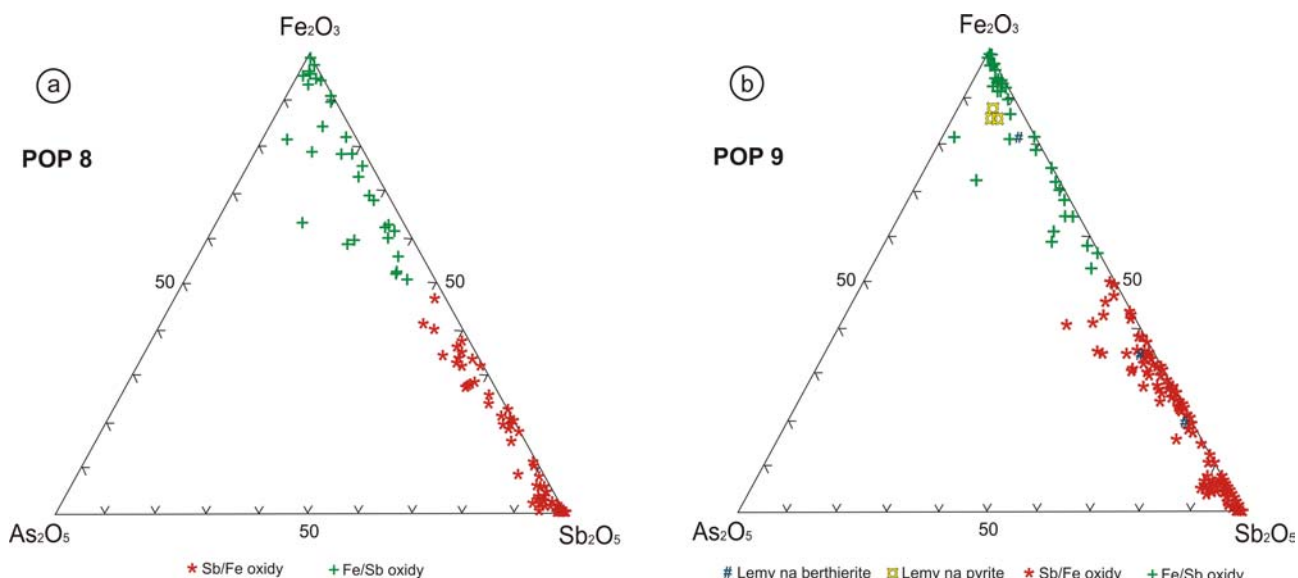 Fe₂O₃
a
POP 8
50
50
As₂O₅
50
Sb₂O₅
* Sb/Fe oxidy + Fe/Sb oxidy
Fe₂O₃
b
POP 9
50
50
As₂O₅
50
Sb₂O₅
# Lemy na berthierite ¤ Lemy na pyrite * Sb/Fe oxidy + Fe/Sb oxidy